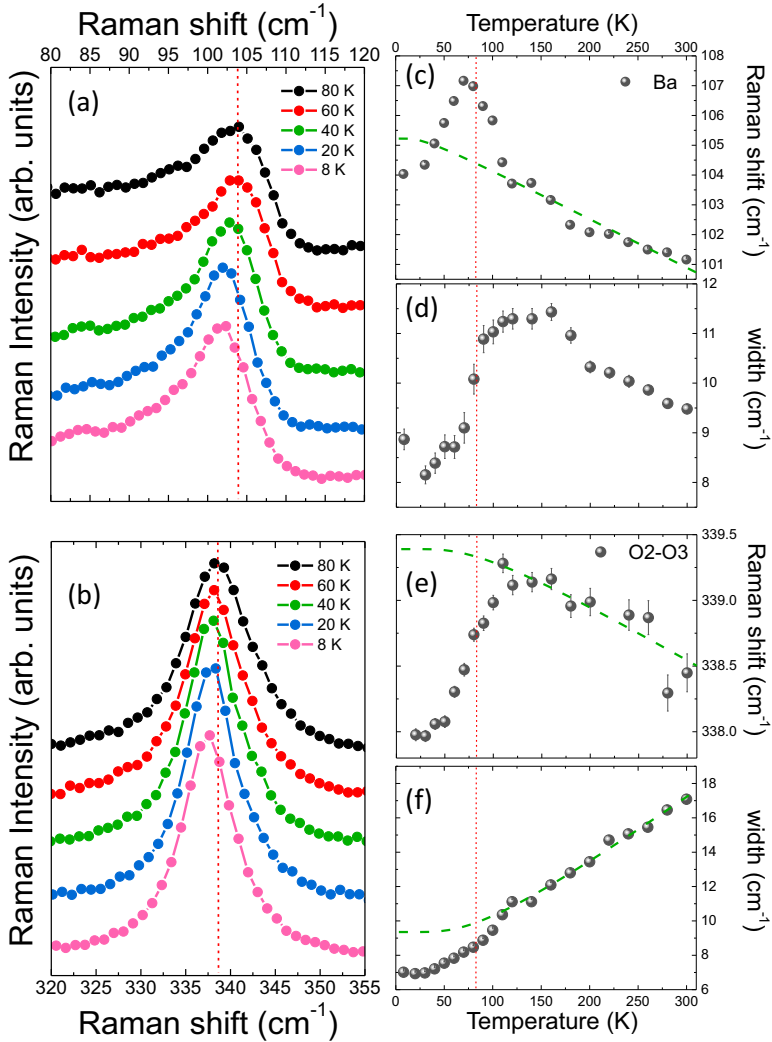 Raman shift (cm-1)
80 85 90 95 100 105 110 115 120
(a)
80 K
60 K
40 K
20 K
8 K
Raman Intensity (arb. units)
(b)
80 K
60 K
40 K
20 K
8 K
Raman Intensity (arb. units)
320 325 330 335 340 345 350 355
Raman shift (cm-1)
Temperature (K)
0 50 100 150 200 250 300
(c)
Ba
108
107
106
105
104
103
102
101
Raman shift (cm-1)
(d)
12
11
10
9
8
width (cm-1)
(e)
O2-O3
339.5
339.0
338.5
338.0
Raman shift (cm-1)
(f)
18
16
14
12
10
8
6
width (cm-1)
0 50 100 150 200 250 300
Temperature (K)